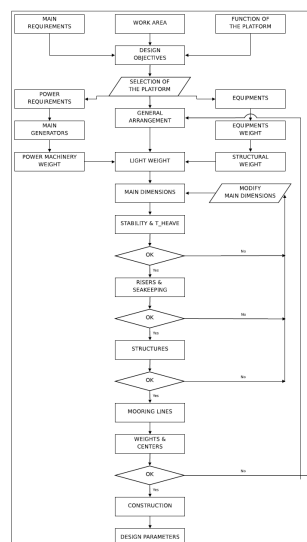 MAIN
REQUIREMENTS
WORK AREA
FUNCTION OF
THE PLATFORM
DESIGN
OBJECTIVES
SELECTION OF
THE PLATFORM
POWER
REQUIREMENTS
GENERAL
ARRANGEMENT
EQUIPMENTS
MAIN
GENERATORS
EQUIPMENTS
WEIGHT
POWER MACHINERY
WEIGHT
LIGHT WEIGHT
STRUCTURAL
WEIGHT
MAIN DIMENSIONS
MODIFY
MAIN DIMENSIONS
STABILITY & T_HEAVE
OK
No
Yes
RISERS &
SEAKEEPING
OK
No
Yes
STRUCTURES
OK
No
Yes
MOORING LINES
WEIGHTS &
CENTERS
OK
No
Yes
CONSTRUCTION
DESIGN PARAMETERS